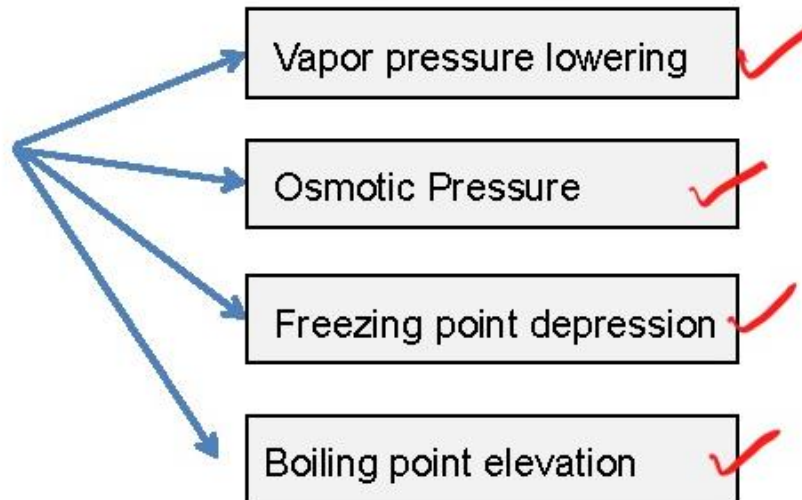 Vapor pressure lowering
Osmotic Pressure
Freezing point depression
Boiling point elevation